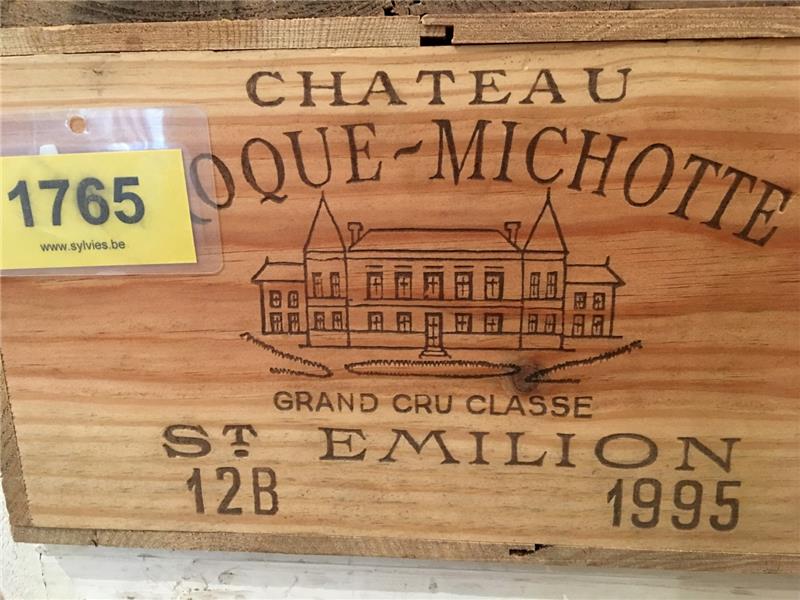 CHATEAU
OQUE-MICHOTTE
1765
www.sylvies.be
GRAND CRU CLASSE
ST EMILION
12B 1995